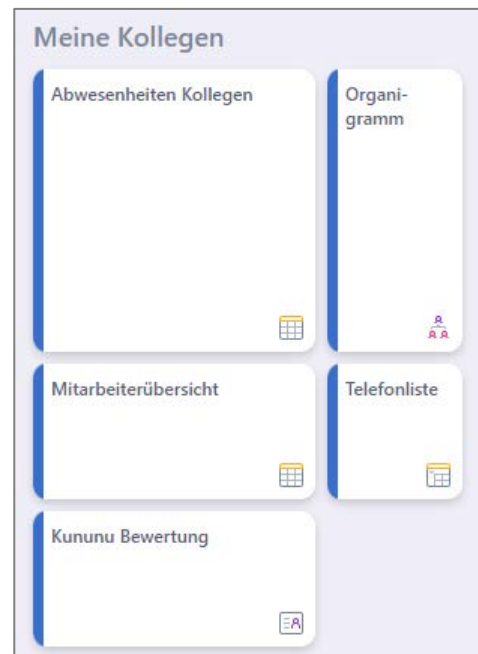 Meine Kollegen
Abwesenheiten Kollegen
Organi-
gramm
Mitarbeiterübersicht
Telefonliste
Kununu Bewertung